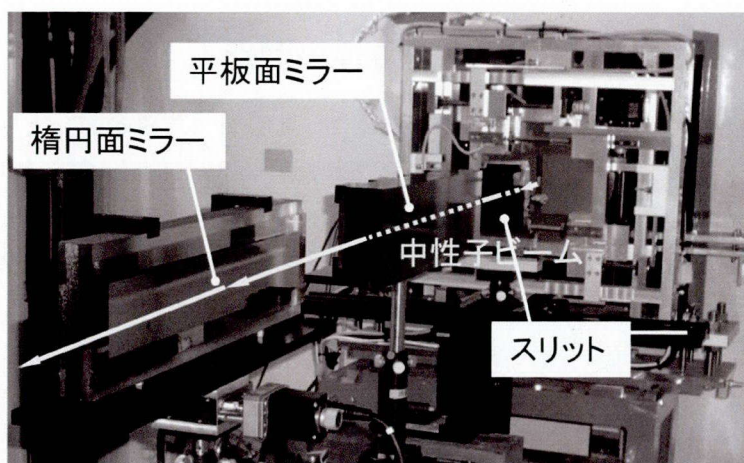 平板面ミラー
楕円面ミラー
中性子ビーム
スリット